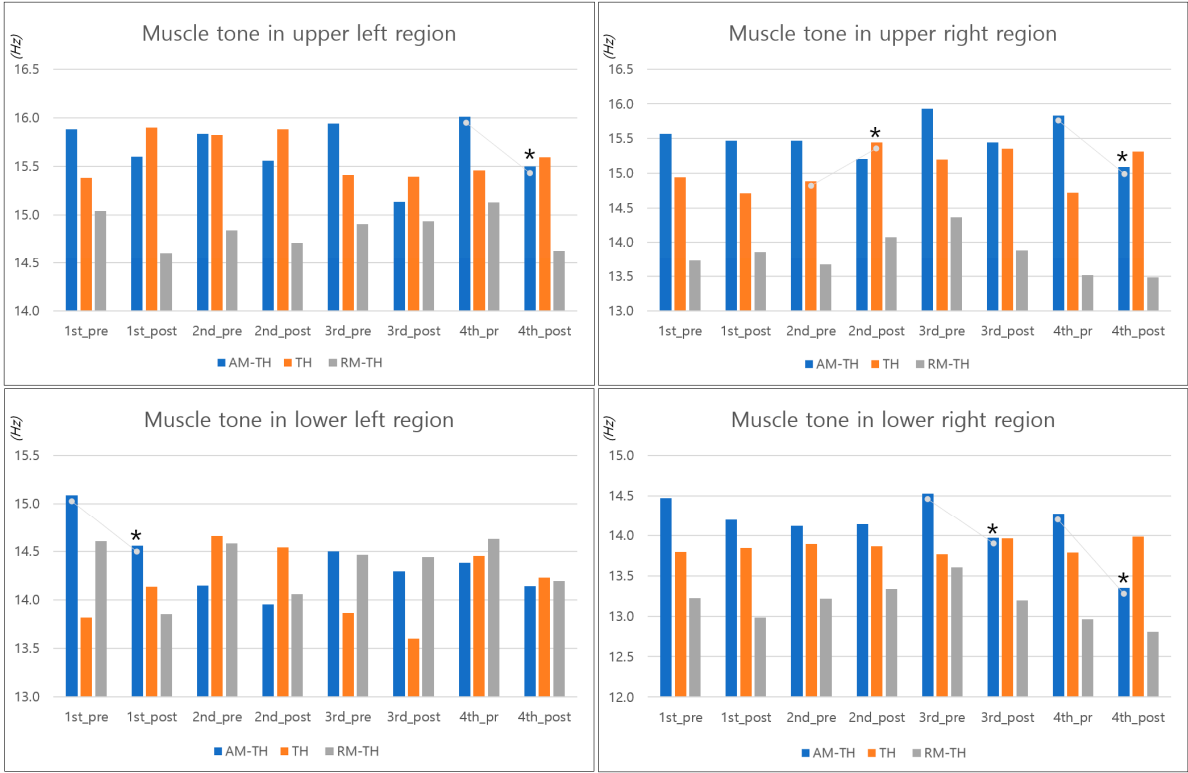 Muscle tone in upper left region
(Hz)
16.5
16.0
15.5
15.0
14.5
14.0
*
1st_pre 1st_post 2nd_pre 2nd_post 3rd_pre 3rd_post 4th_pr 4th_post
AM-TH TH RM-TH
Muscle tone in upper right region
(Hz)
16.5
16.0
15.5
15.0
14.5
14.0
13.5
13.0
*
*
1st_pre 1st_post 2nd_pre 2nd_post 3rd_pre 3rd_post 4th_pr 4th_post
AM-TH TH RM-TH
Muscle tone in lower left region
(Hz)
15.5
15.0
14.5
14.0
13.5
13.0
*
1st_pre 1st_post 2nd_pre 2nd_post 3rd_pre 3rd_post 4th_pr 4th_post
AM-TH TH RM-TH
Muscle tone in lower right region
(Hz)
15.0
14.5
14.0
13.5
13.0
12.5
12.0
*
*
1st_pre 1st_post 2nd_pre 2nd_post 3rd_pre 3rd_post 4th_pr 4th_post
AM-TH TH RM-TH